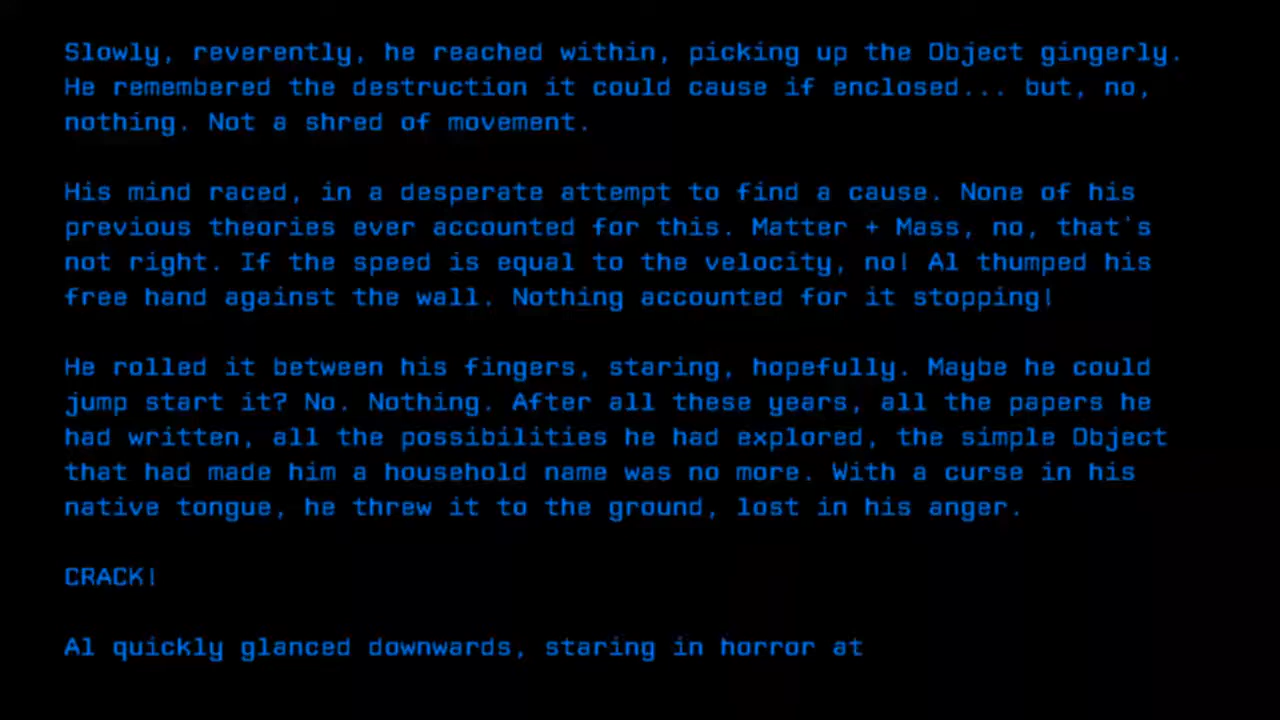 Slowly, reverently, he reached within, picking up the Object gingerly.
He remembered the destruction it could cause if enclosed... but, no,
nothing. Not a shred of movement.
His mind raced, in a desperate attempt to find a cause. None of his
previous theories ever accounted for this. Matter + Mass, no, that's
not right. If the speed is equal to the velocity, no! Al thumped his
free hand against the wall. Nothing accounted for it stopping!
He rolled it between his fingers, staring, hopefully. Maybe he could
jump start it? No. Nothing. After all these years, all the papers he
had written, all the possibilities he had explored, the simple Object
that had made him a household name was no more. With a curse in his
native tongue, he threw it to the ground, lost in his anger.
CRACK!
Al quickly glanced downwards, staring in horror at